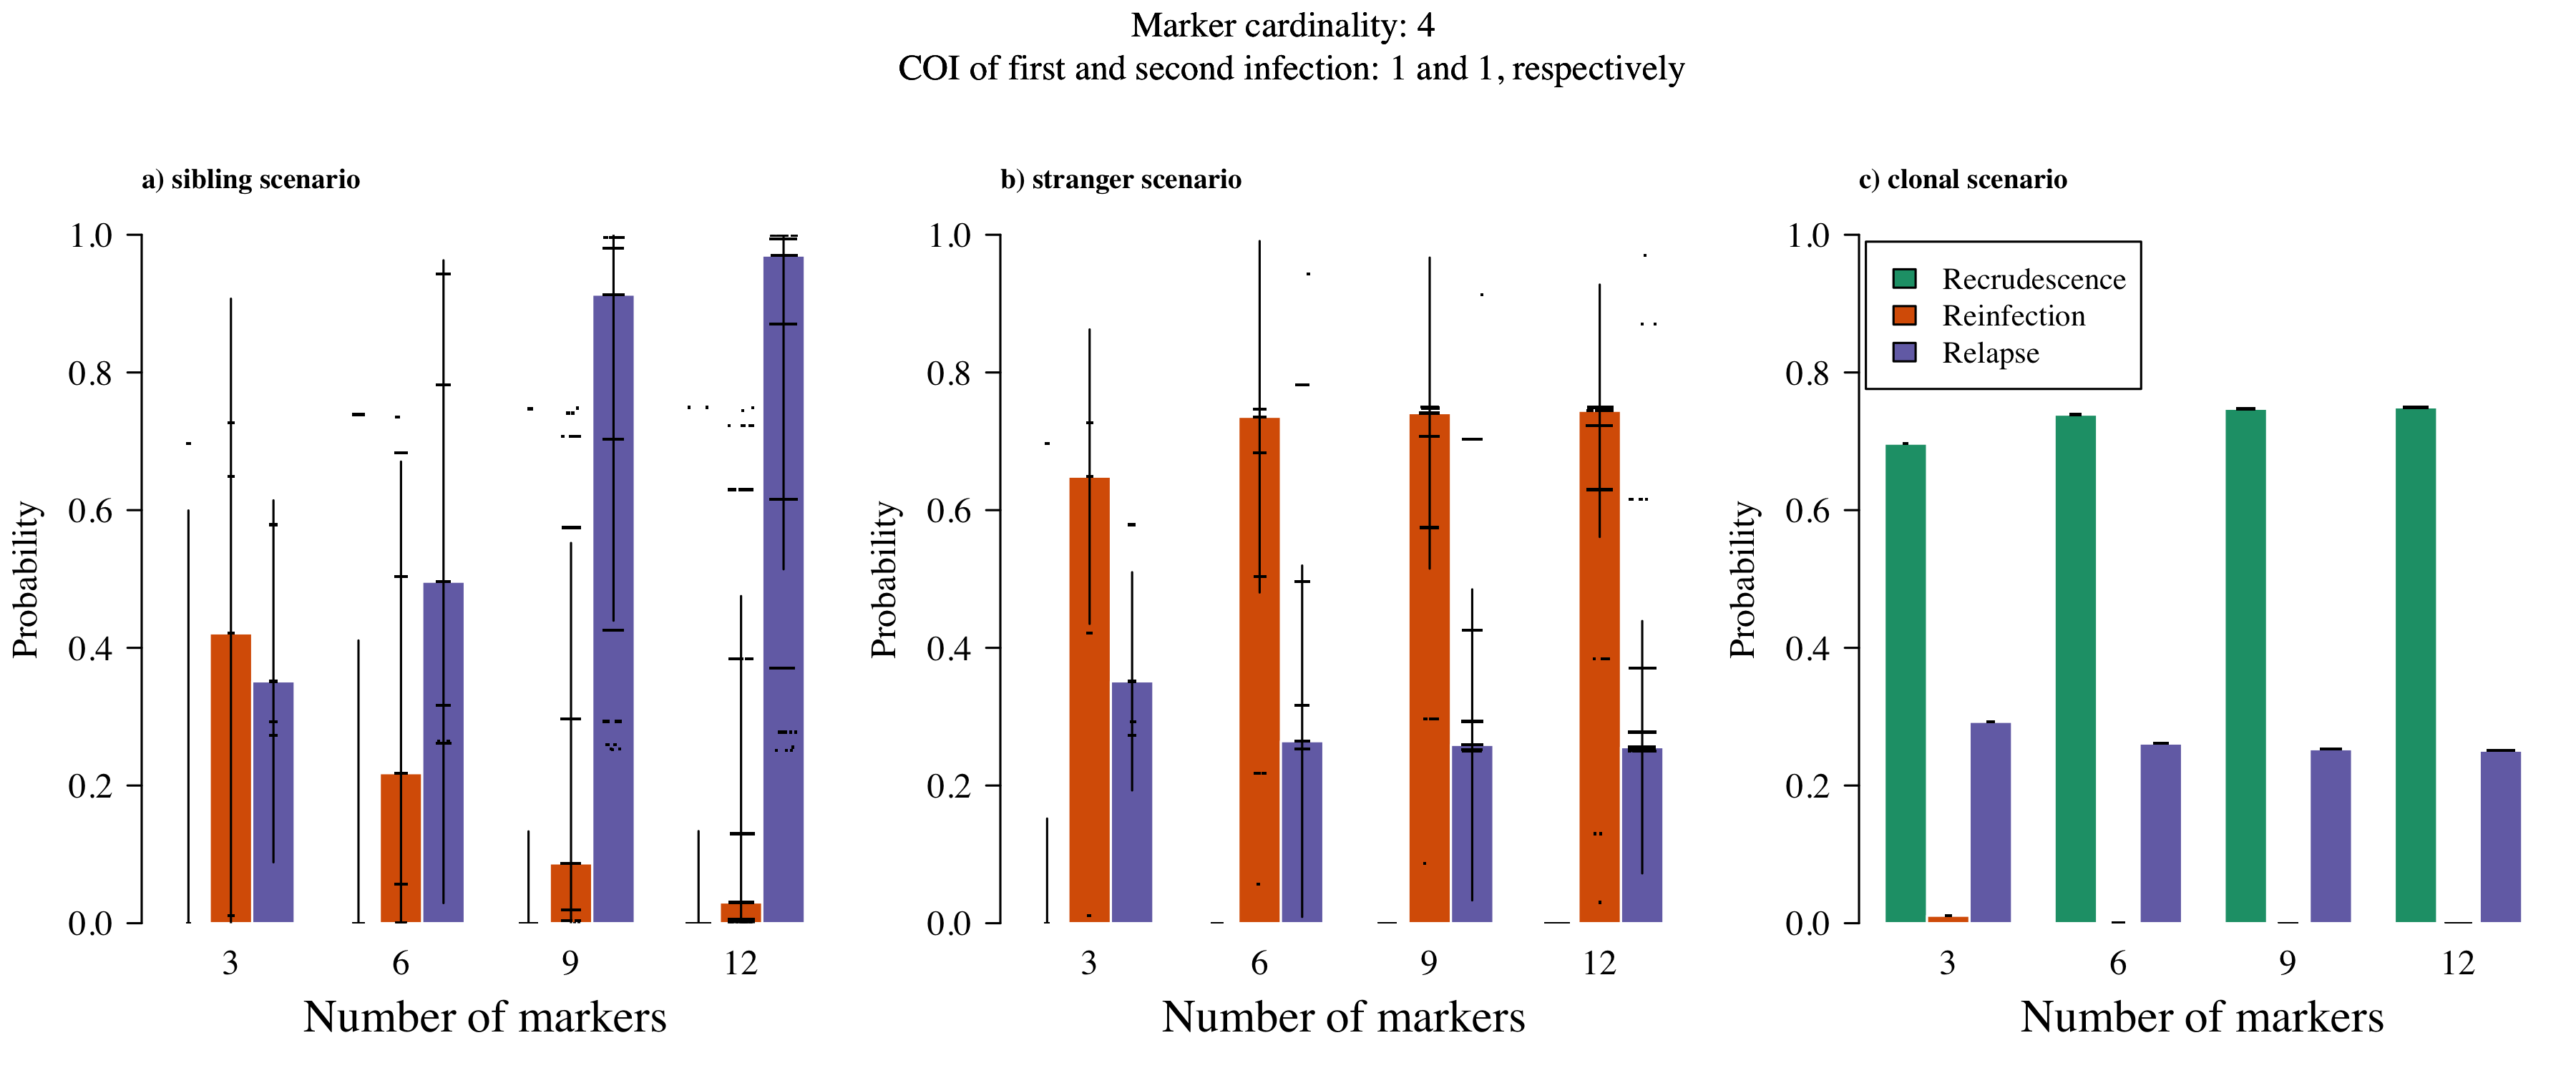 Marker cardinality: 4
COI of first and second infection: 1 and 1, respectively
a) sibling scenario
Probability
1.0
0.8
0.6
0.4
0.2
0.0
3 6 9 12
Number of markers
b) stranger scenario
Probability
1.0
0.8
0.6
0.4
0.2
0.0
3 6 9 12
Number of markers
c) clonal scenario
Probability
1.0
0.8
0.6
0.4
0.2
0.0
Recrudescence
Reinfection
Relapse
3 6 9 12
Number of markers